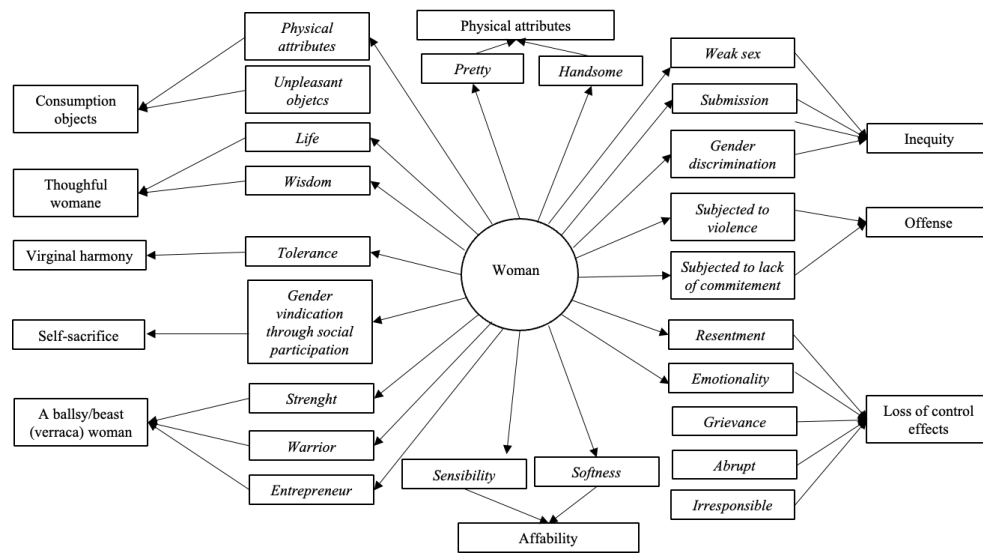 Physical attributes
Pretty
Handsome
Physical
attributes
Unpleasant
objetcs
Consumption
objects
Life
Wisdom
Thoughful
womane
Tolerance
Virginal harmony
Gender
vindication
through social
participation
Self-sacrifice
Strenght
Warrior
Entrepreneur
A ballsy/beast
(verraca) woman
Woman
Sensibility
Softness
Affability
Weak sex
Submission
Gender
discrimination
Inequity
Subjected to
violence
Subjected to lack
of commitement
Offense
Resentment
Emotionality
Grievance
Abrupt
Irresponsible
Loss of control
effects